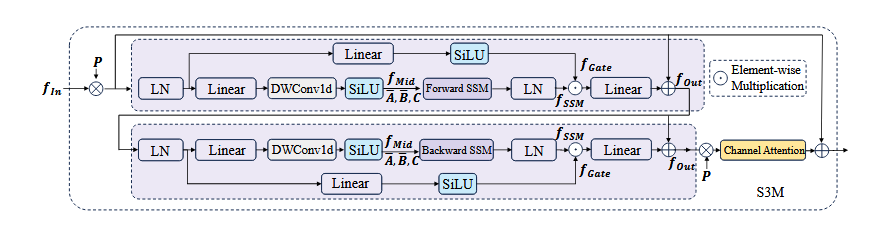 Linear
SiLU
P
f_Gate
Element-wise
Multiplication
f_In
LN
Linear
DWConv1d
SiLU
f_Mid
A̅, B̅, C
Forward SSM
LN
f_SSM
Linear
f_Out
LN
Linear
DWConv1d
SiLU
f_Mid
A̅, B̅, C
Backward SSM
LN
f_SSM
Linear
f_Out
P
Channel Attention
Linear
SiLU
f_Gate
S3M